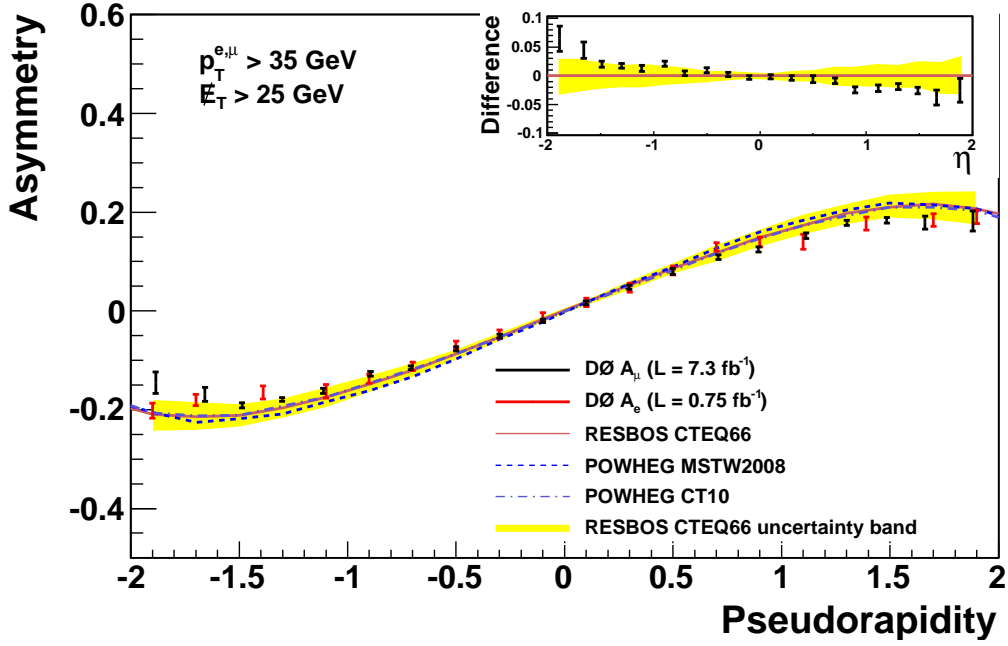 Asymmetry
0.6
0.4
0.2
0
-0.2
-0.4
p_T^{e,μ} > 35 GeV
E̸_T > 25 GeV
Difference
0.1
0.05
0
-0.05
-0.1
-2 -1 0 1 2
η
DØ A_μ (L = 7.3 fb^{-1})
DØ A_e (L = 0.75 fb^{-1})
RESBOS CTEQ66
POWHEG MSTW2008
POWHEG CT10
RESBOS CTEQ66 uncertainty band
-2 -1.5 -1 -0.5 0 0.5 1 1.5 2
Pseudorapidity